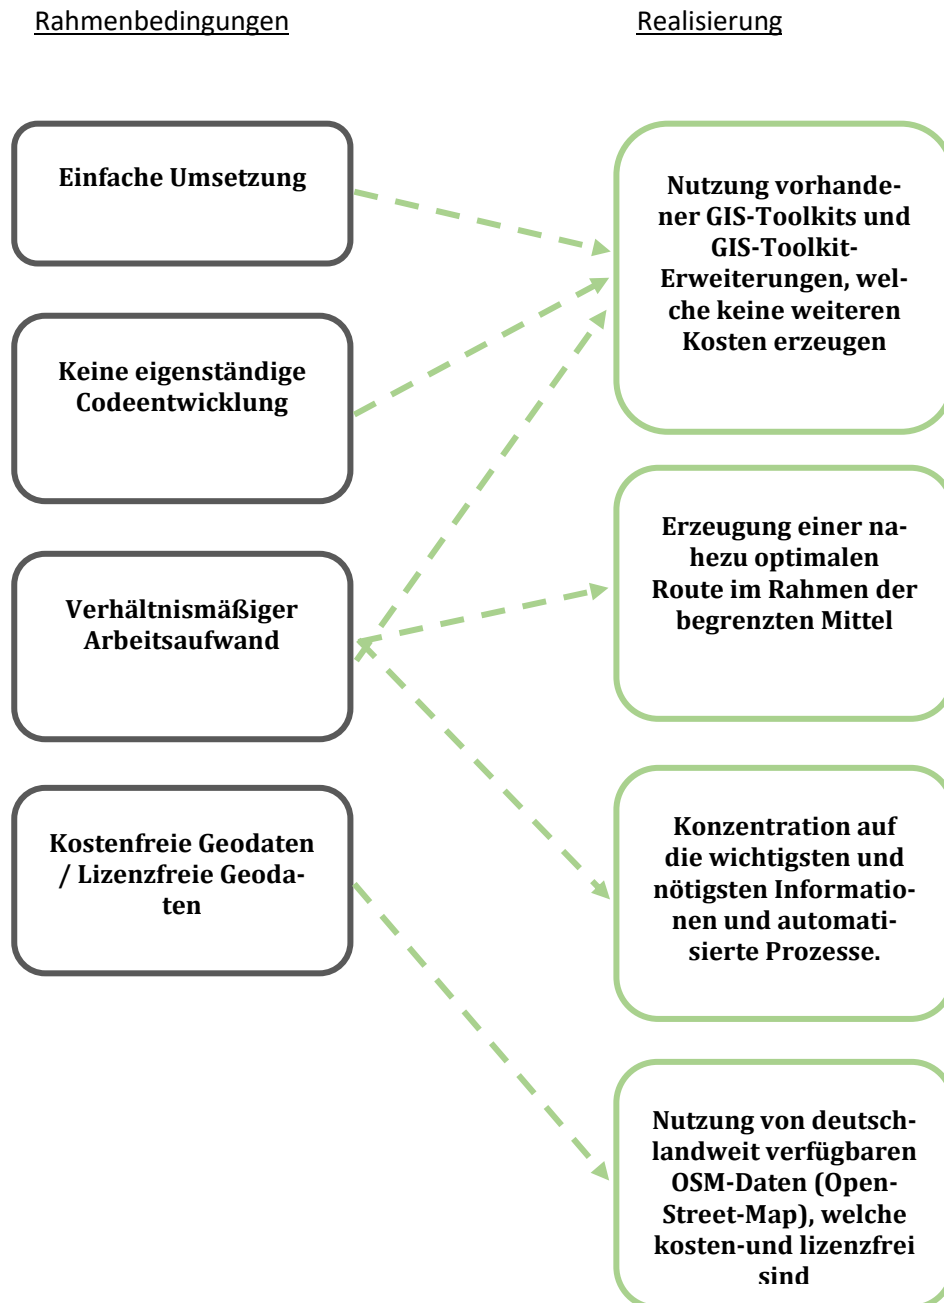 Rahmenbedingungen
Realisierung
Einfache Umsetzung
Keine eigenständige
Codeentwicklung
Verhältnismäßiger
Arbeitsaufwand
Kostenfreie Geodaten
/ Lizenzfreie Geoda-
ten
Nutzung vorhande-
ner GIS-Toolkits und
GIS-Toolkit-
Erweiterungen, wel-
che keine weiteren
Kosten erzeugen
Erzeugung einer na-
hezu optimalen
Route im Rahmen der
begrenzten Mittel
Konzentration auf
die wichtigsten und
nötigsten Informatio-
nen und automati-
sierte Prozesse.
Nutzung von deutsch-
landweit verfügbaren
OSM-Daten (Open-
Street-Map), welche
kosten-und lizenzfrei
sind